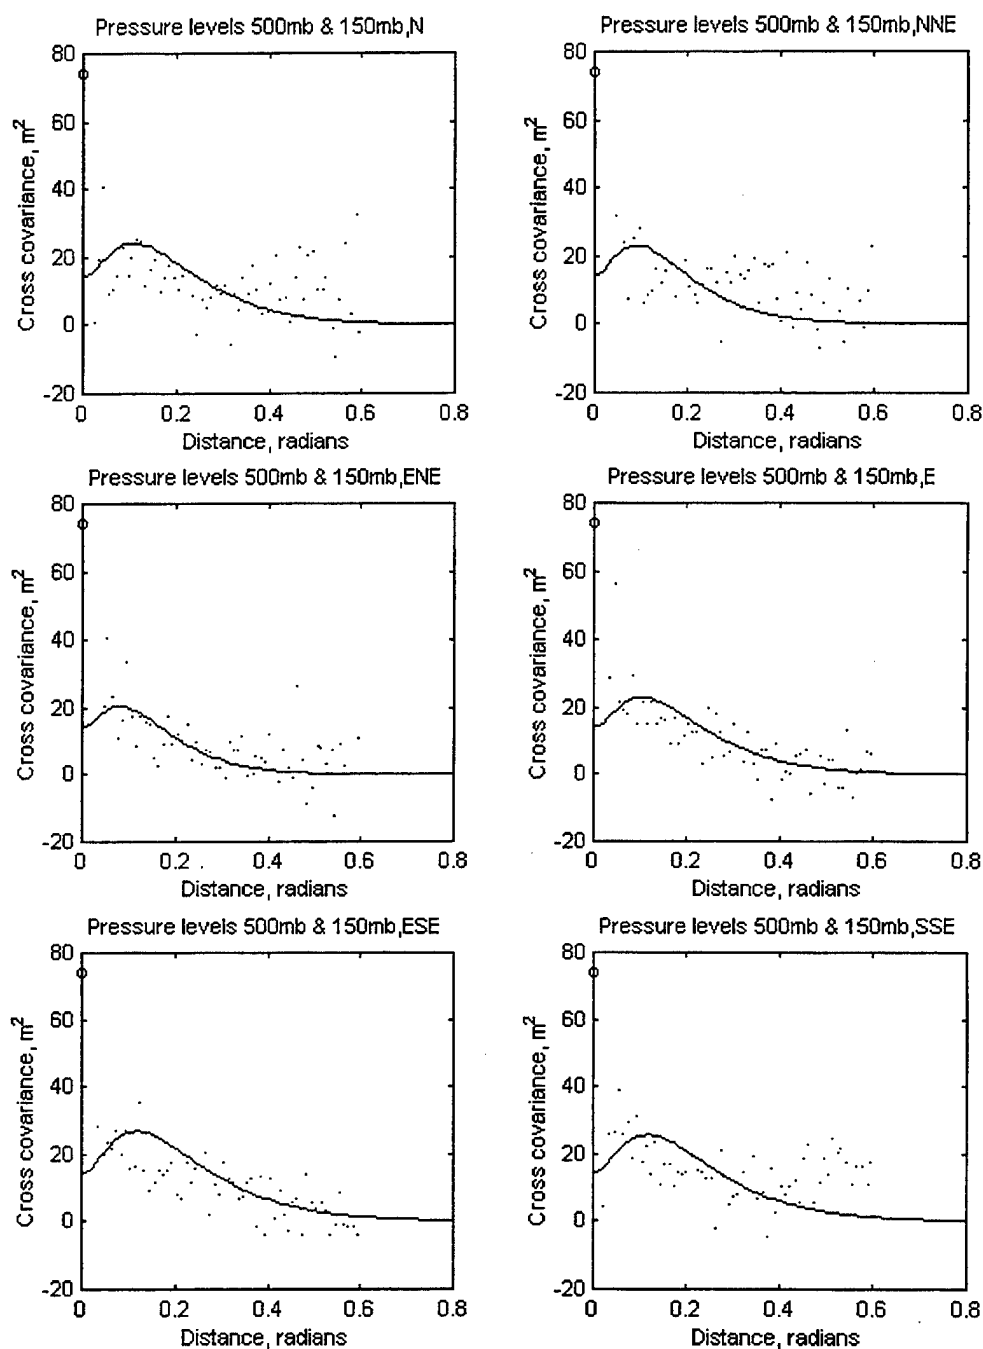 Pressure levels 500mb & 150mb,N
80
60
40
20
0
-20
Cross covariance, m²
0 0.2 0.4 0.6 0.8
Distance, radians
Pressure levels 500mb & 150mb,NNE
80
60
40
20
0
-20
Cross covariance, m²
0 0.2 0.4 0.6 0.8
Distance, radians
Pressure levels 500mb & 150mb,ENE
80
60
40
20
0
-20
Cross covariance, m²
0 0.2 0.4 0.6 0.8
Distance, radians
Pressure levels 500mb & 150mb,E
80
60
40
20
0
-20
Cross covariance, m²
0 0.2 0.4 0.6 0.8
Distance, radians
Pressure levels 500mb & 150mb,ESE
80
60
40
20
0
-20
Cross covariance, m²
0 0.2 0.4 0.6 0.8
Distance, radians
Pressure levels 500mb & 150mb,SSE
80
60
40
20
0
-20
Cross covariance, m²
0 0.2 0.4 0.6 0.8
Distance, radians